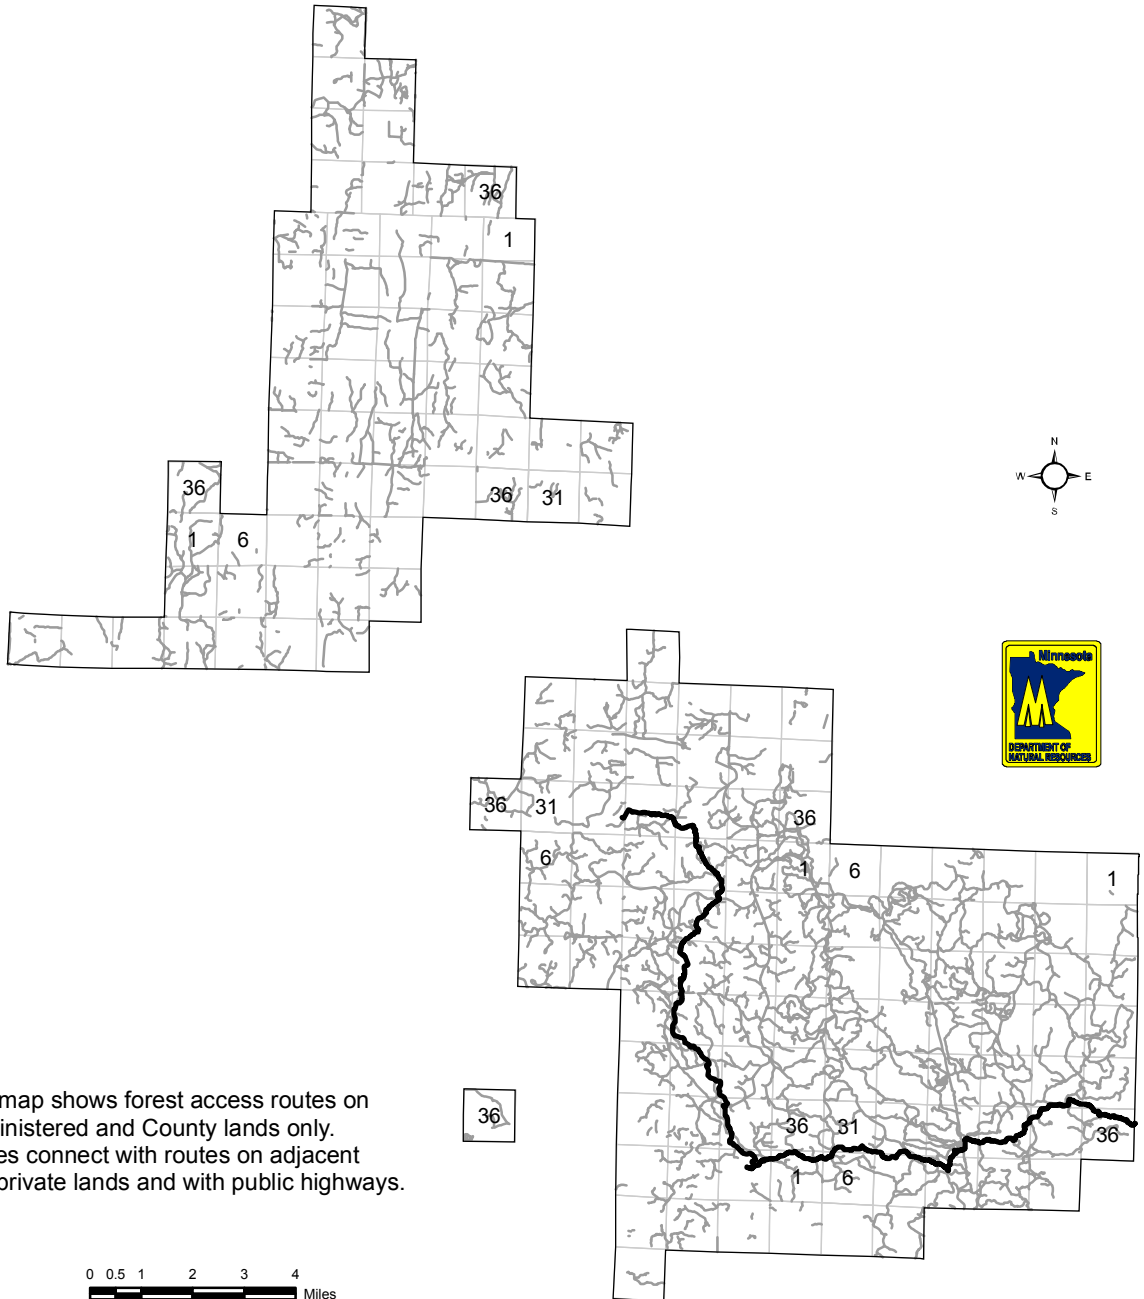 36
1
36
36 31
1 6
N
W E
S
Minnesota
DEPARTMENT OF
NATURAL RESOURCES
36 31
36
6
1 6
1
map shows forest access routes on
inistered and County lands only.
es connect with routes on adjacent
private lands and with public highways.
36
36 31
36
1 6
0 0.5 1 2 3 4
Miles